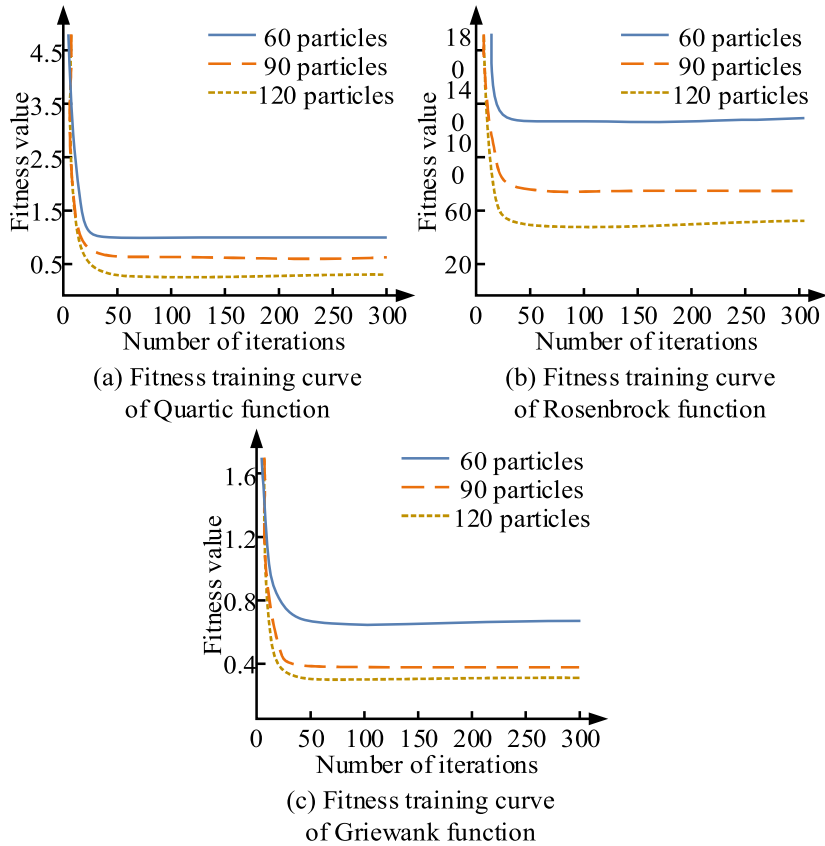 4.5
3.5
2.5
1.5
0.5
Fitness value
60 particles
90 particles
120 particles
0 50 100 150 200 250 300
Number of iterations
(a) Fitness training curve
of Quartic function
18
0
14
0
10
0
60
20
Fitness value
60 particles
90 particles
120 particles
0 50 100 150 200 250 300
Number of iterations
(b) Fitness training curve
of Rosenbrock function
1.6
1.2
0.8
0.4
Fitness value
60 particles
90 particles
120 particles
0 50 100 150 200 250 300
Number of iterations
(c) Fitness training curve
of Griewank function